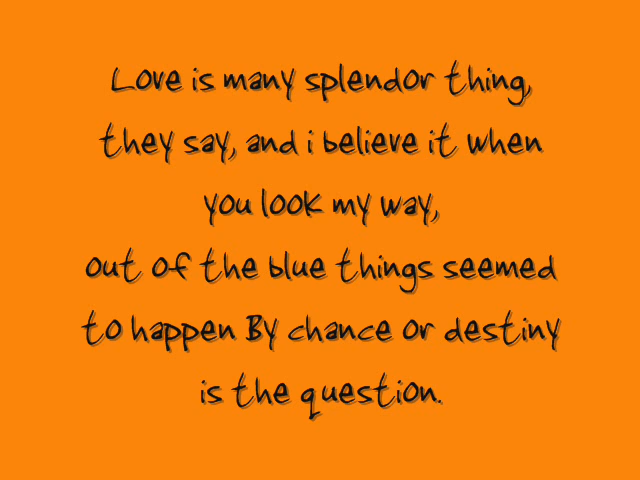 Love is many splendor thing,
they say, and i believe it when
you look my way,
out of the blue things seemed
to happen By chance or destiny
is the question.